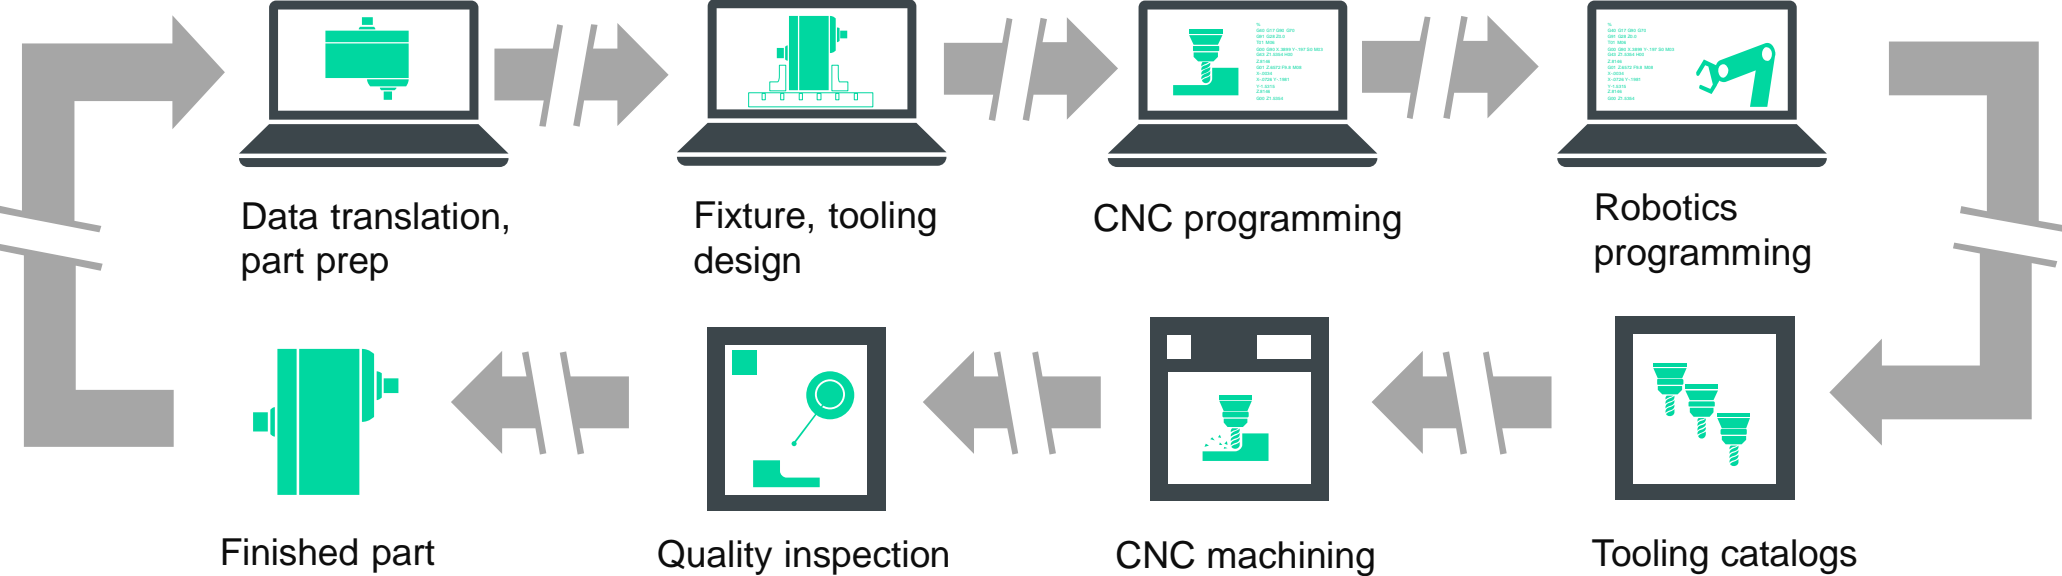 Data translation,
part prep
Fixture, tooling
design
CNC programming
Robotics
programming
Finished part
Quality inspection
CNC machining
Tooling catalogs